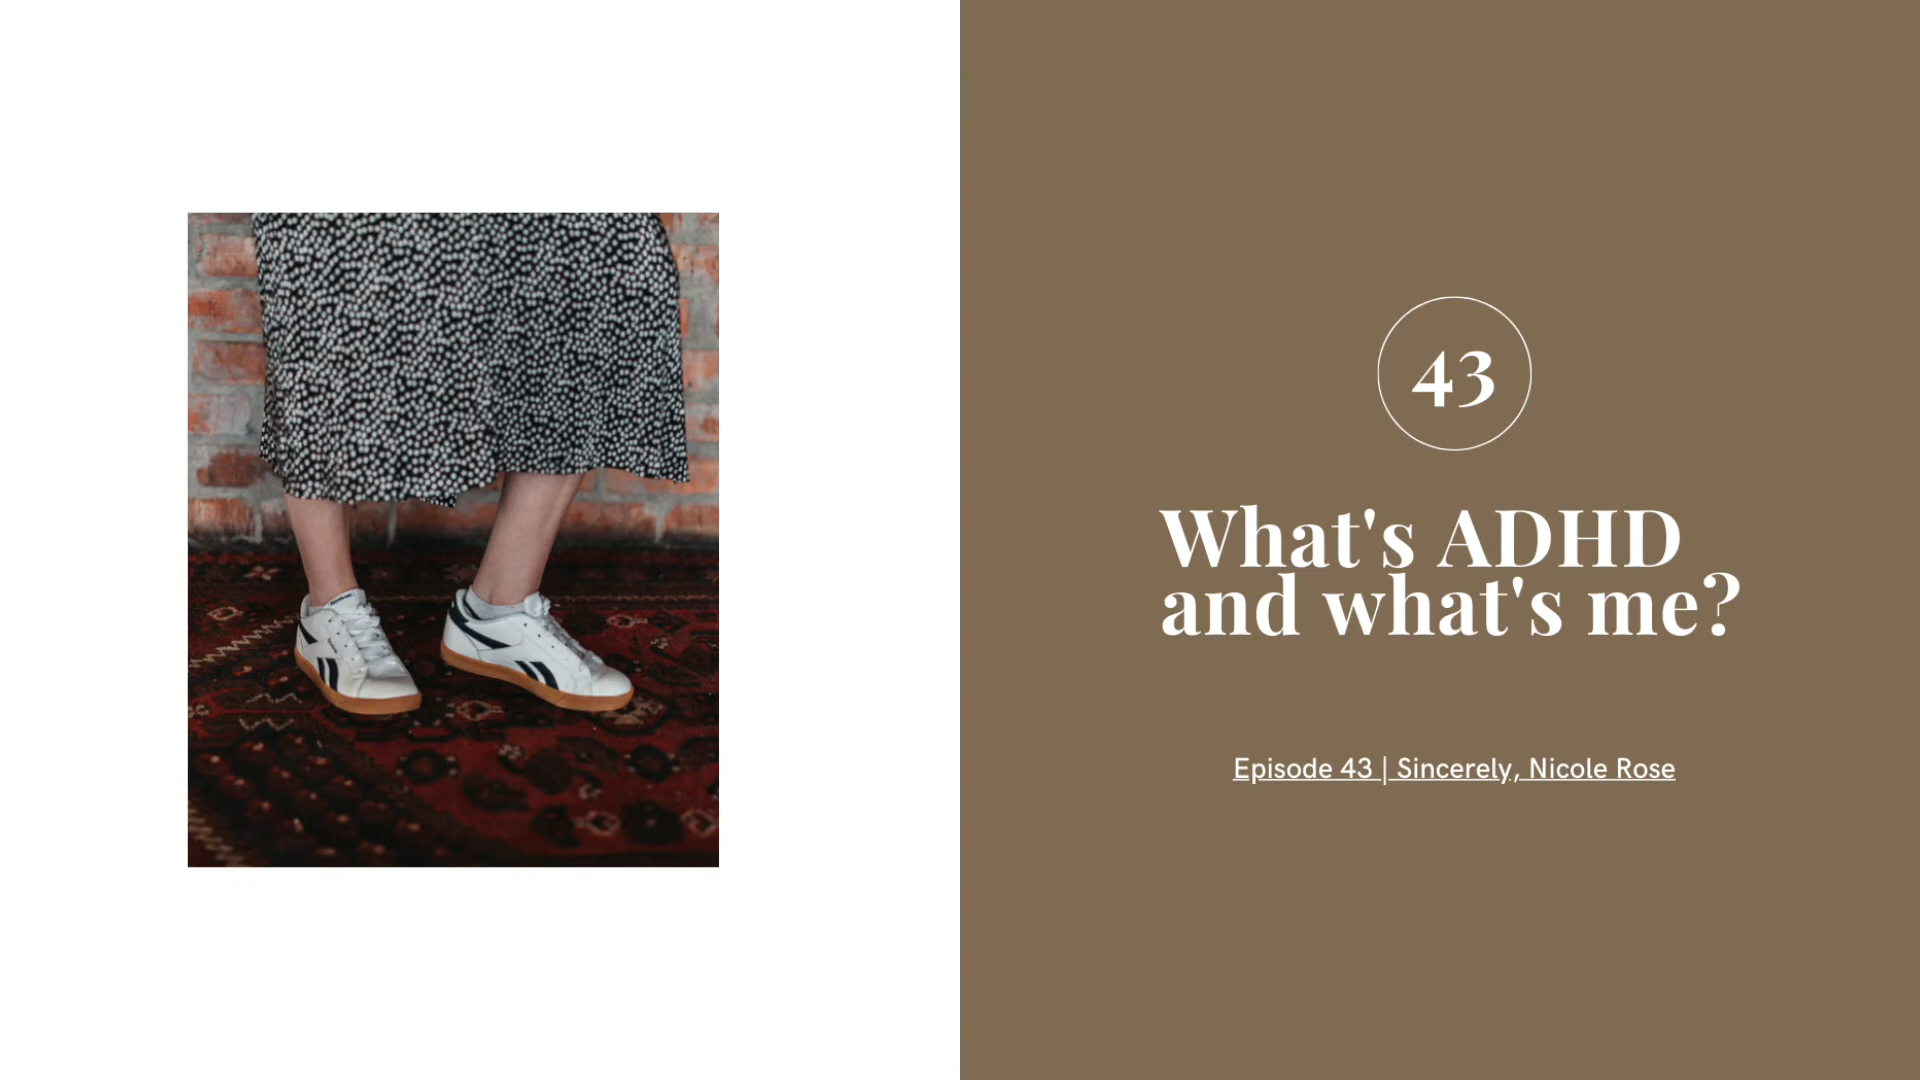 43
What's ADHD
and what's me?
Episode 43 | Sincerely, Nicole Rose